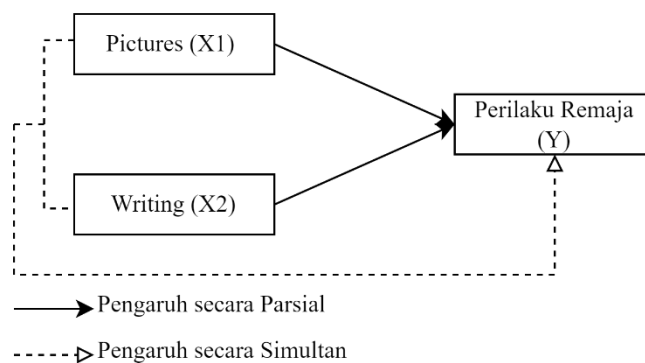 Pictures (X1)
Perilaku Remaja
(Y)
Writing (X2)
Pengaruh secara Parsial
Pengaruh secara Simultan